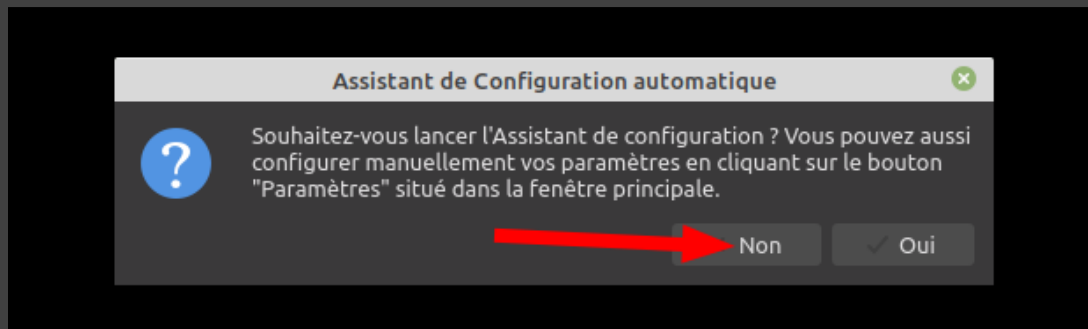 Assistant de Configuration automatique
Souhaitez-vous lancer l'Assistant de configuration ? Vous pouvez aussi
configurer manuellement vos paramètres en cliquant sur le bouton
"Paramètres" situé dans la fenêtre principale.
Non
Oui